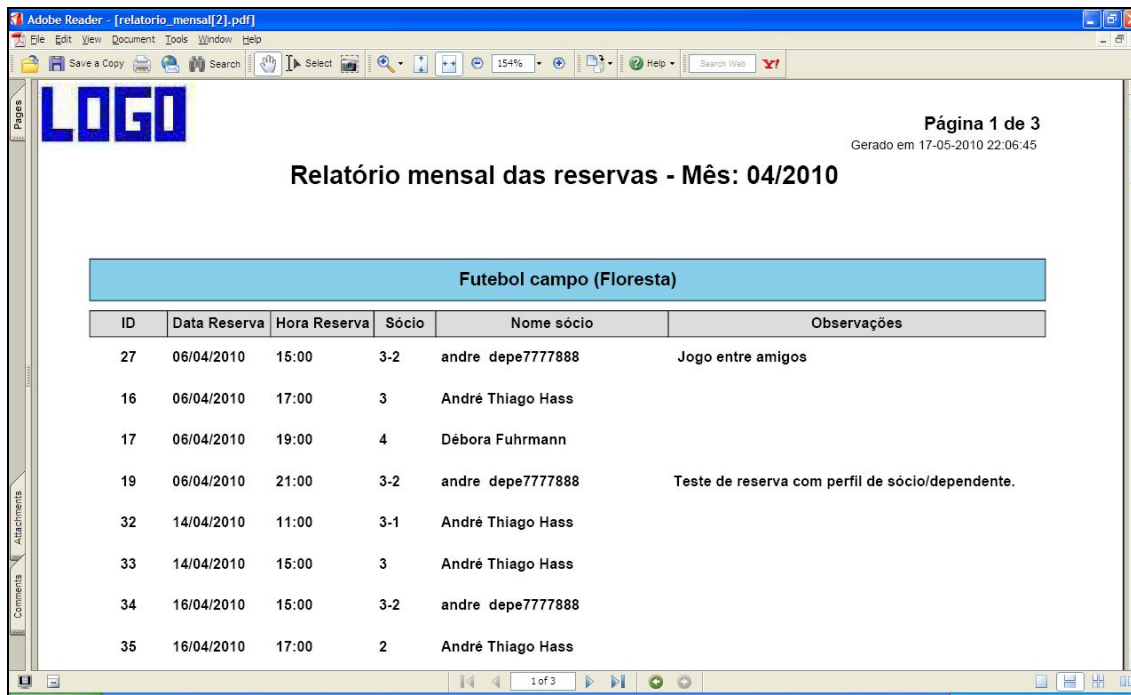 Adobe Reader - [relatorio_mensal[2].pdf]
File Edit View Document Tools Window Help
Save a Copy Search Select 154% Help Search Web Y!
Pages
LOGO
Página 1 de 3
Gerado em 17-05-2010 22:06:45
Relatório mensal das reservas - Mês: 04/2010
Futebol campo (Floresta)
ID Data Reserva Hora Reserva Sócio Nome sócio Observações
27 06/04/2010 15:00 3-2 andre depe7777888 Jogo entre amigos
16 06/04/2010 17:00 3 André Thiago Hass
17 06/04/2010 19:00 4 Débora Fuhrmann
19 06/04/2010 21:00 3-2 andre depe7777888 Teste de reserva com perfil de sócio/dependente.
Attachments
32 14/04/2010 11:00 3-1 André Thiago Hass
33 14/04/2010 15:00 3 André Thiago Hass
Comments
34 16/04/2010 15:00 3-2 andre depe7777888
35 16/04/2010 17:00 2 André Thiago Hass
1 of 3